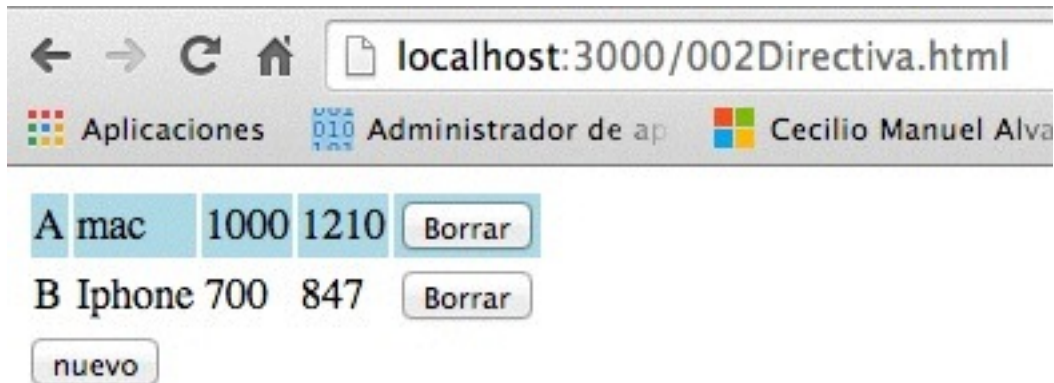 localhost:3000/002Directiva.html
Aplicaciones Administrador de ap Cecilio Manuel Alva
A mac 1000 1210 Borrar
B Iphone 700 847 Borrar
nuevo